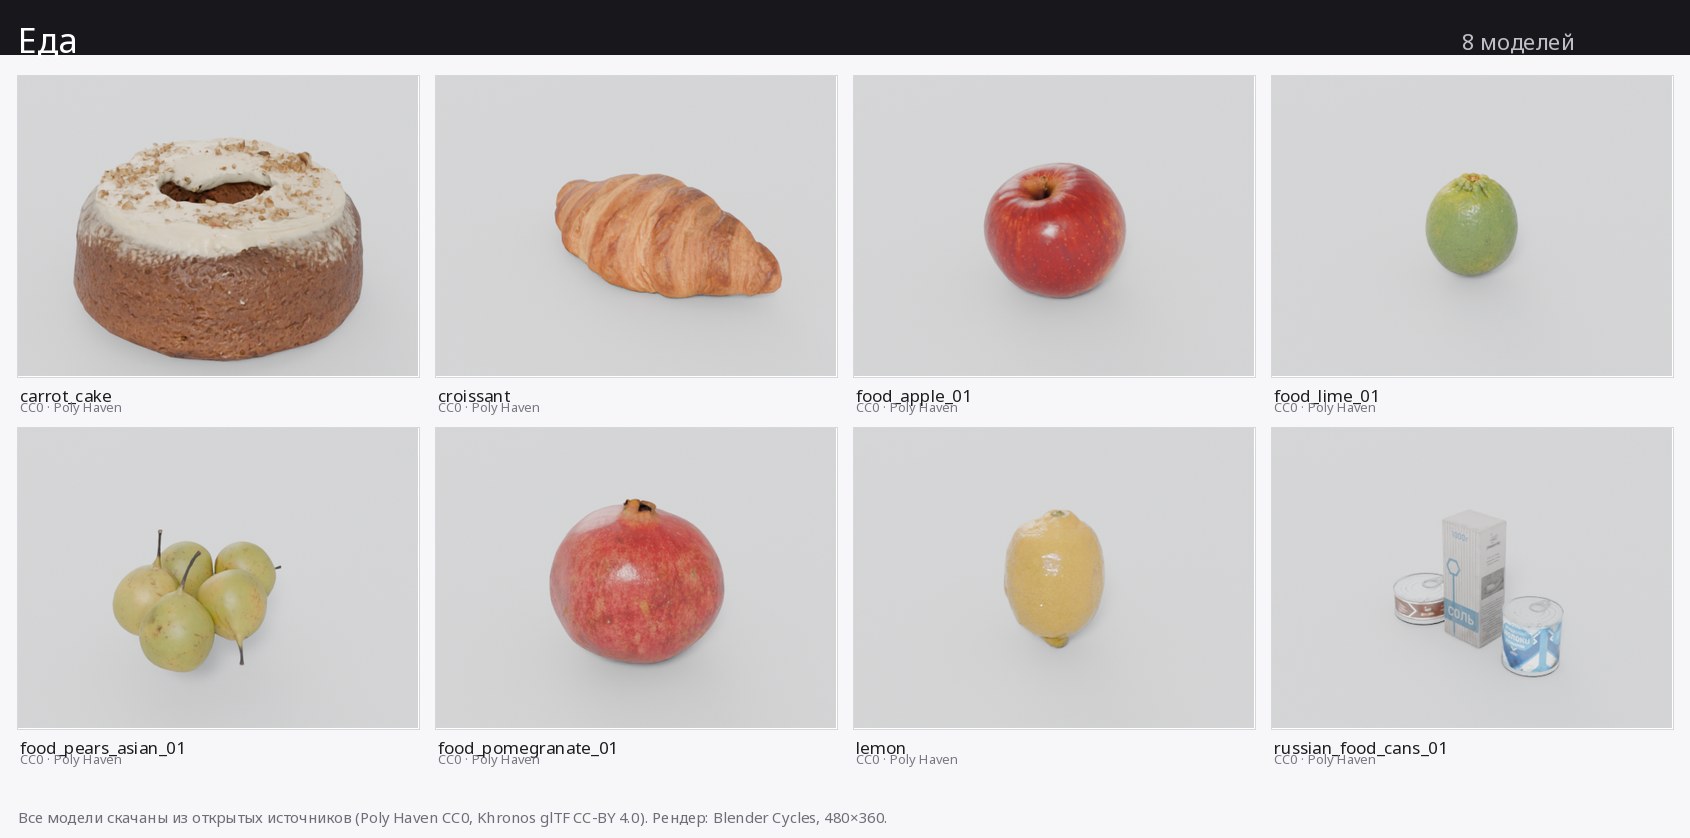 Еда
8 моделей
carrot_cake
CC0 · Poly Haven
croissant
CC0 · Poly Haven
food_apple_01
CC0 · Poly Haven
food_lime_01
CC0 · Poly Haven
СОЛЬ
food_pears_asian_01
CC0 · Poly Haven
food_pomegranate_01
CC0 · Poly Haven
lemon
CC0 · Poly Haven
russian_food_cans_01
CC0 · Poly Haven
Все модели скачаны из открытых источников (Poly Haven CC0, Khronos glTF CC-BY 4.0). Рендер: Blender Cycles, 480×360.